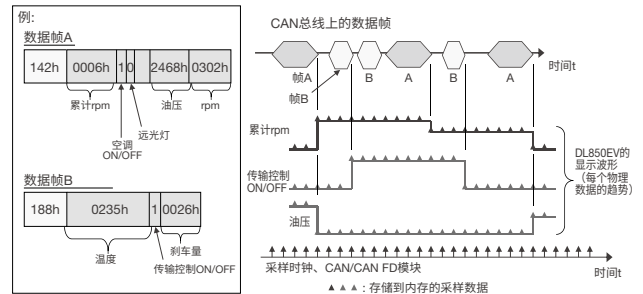 例:
数据帧A
142h 0006h 1 0 2468h 0302h
累计rpm 油压 rpm
远光灯
空调
ON/OFF
数据帧B
188h 0235h 1 0026h
温度 刹车量
传输控制ON/OFF
CAN总线上的数据帧
时间t
帧A B A B A
帧B
累计rpm
传输控制
ON/OFF
油压
DL850EV的
显示波形
(每个物理
数据的趋势)
采样时钟、CAN/CAN FD模块
时间t
▲ ▲ ▲ : 存储到内存的采样数据